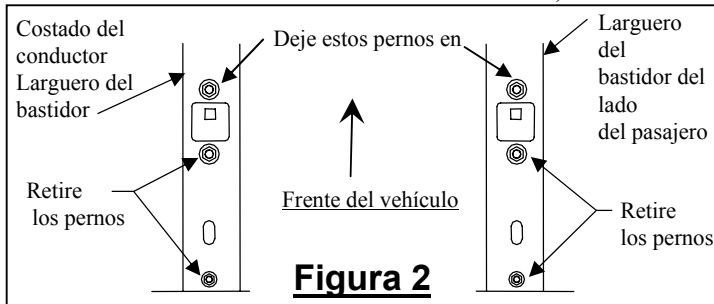 Costado del
conductor
Larguero del
bastidor
Deje estos pernos en
Larguero
del
bastidor del
lado
del pasajero
Retire
los pernos
Frente del vehículo
Retire
los pernos
Figura 2